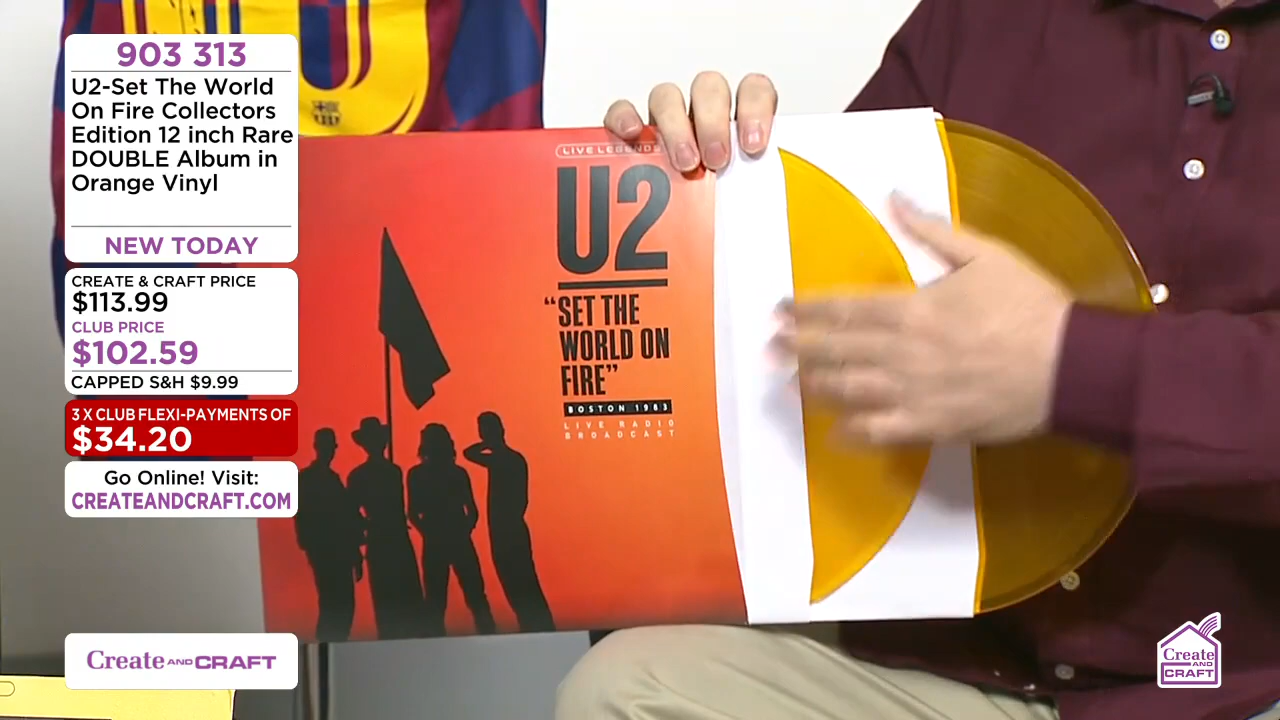 903 313
U2-Set The World
On Fire Collectors
Edition 12 inch Rare
DOUBLE Album in
Orange Vinyl
NEW TODAY
CREATE & CRAFT PRICE
$113.99
CLUB PRICE
$102.59
CAPPED S&H $9.99
3 X CLUB FLEXI-PAYMENTS OF
$34.20
Go Online! Visit:
CREATEANDCRAFT.COM
Create AND CRAFT
LIVE LEGENDS
U2
“SET THE
WORLD ON
FIRE”
BOSTON 1983
LIVE RADIO
BROADCAST
Create
AND
CRAFT